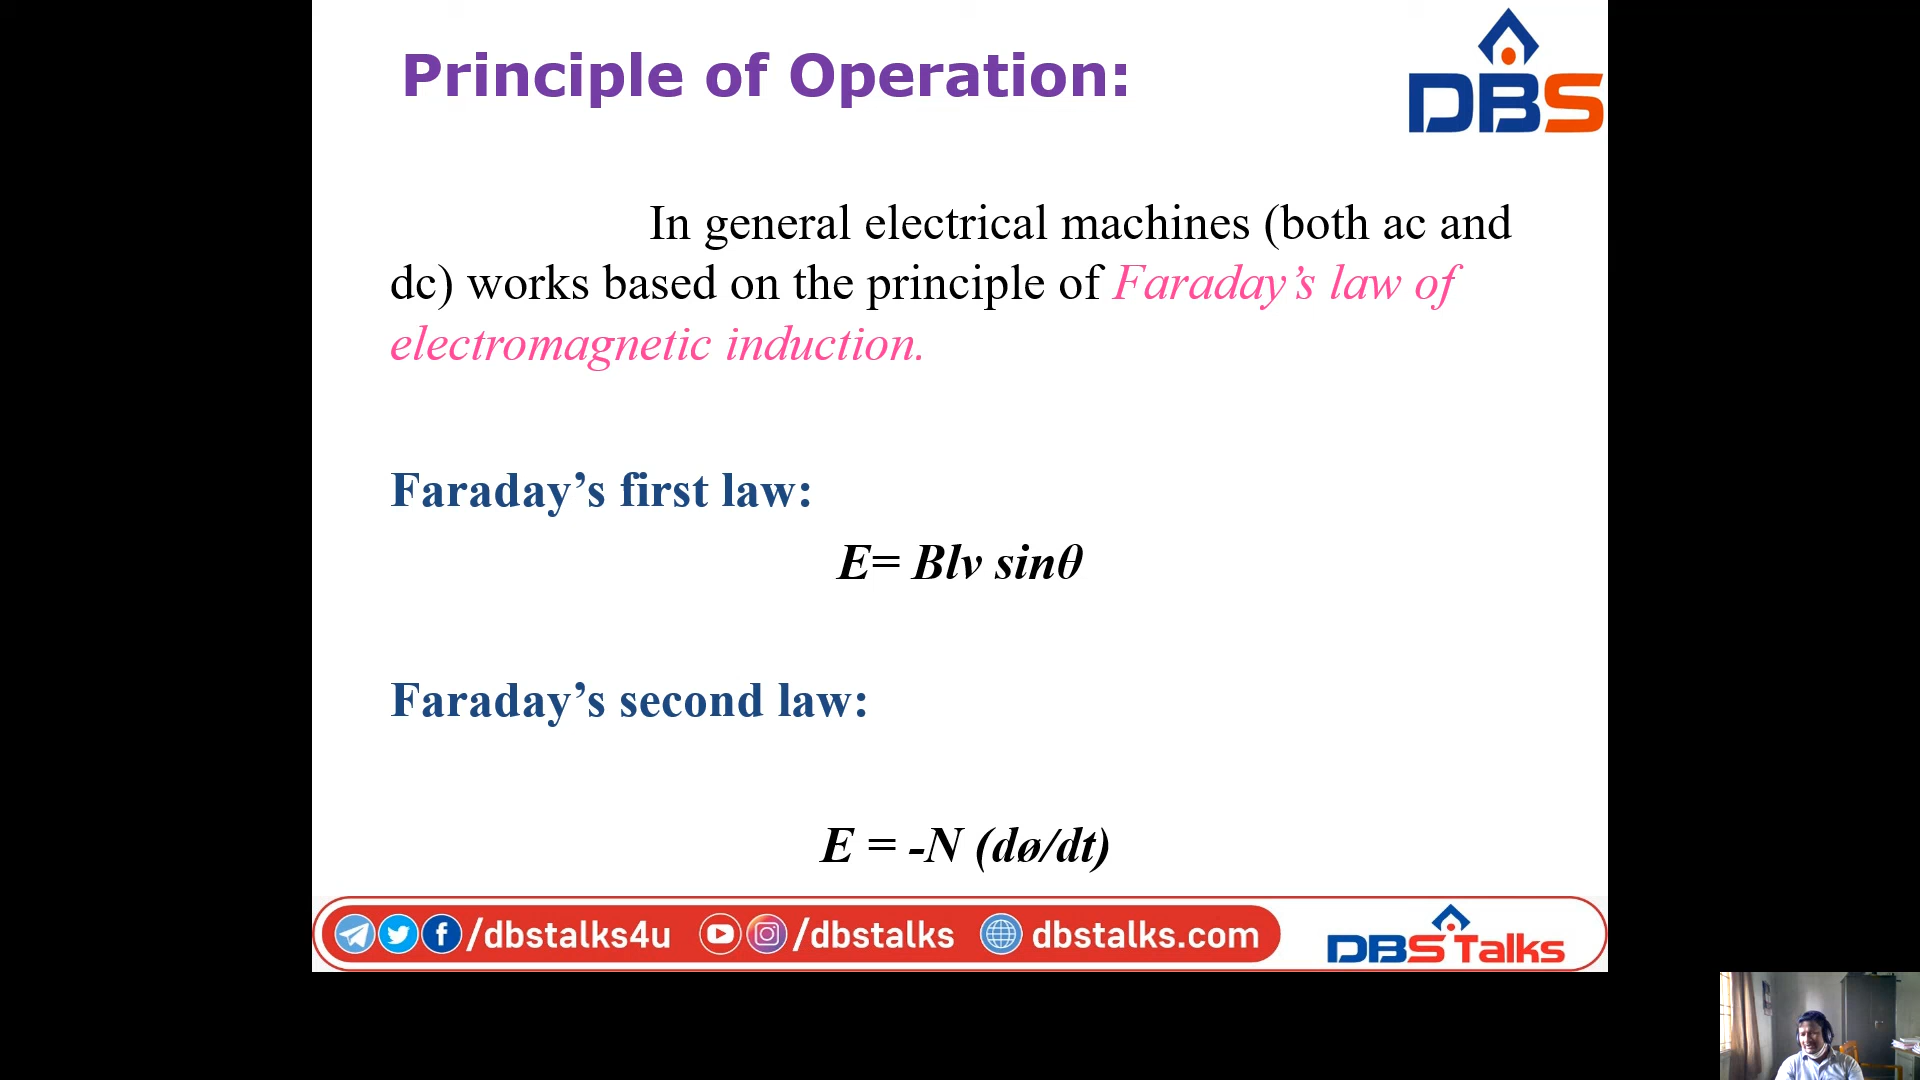 Principle of Operation:
DBS
In general electrical machines (both ac and
dc) works based on the principle of Faraday’s law of
electromagnetic induction.
Faraday’s first law:
E= Blv sinθ
Faraday’s second law:
E = -N (dø/dt)
/dbstalks4u /dbstalks dbstalks.com
DBS Talks